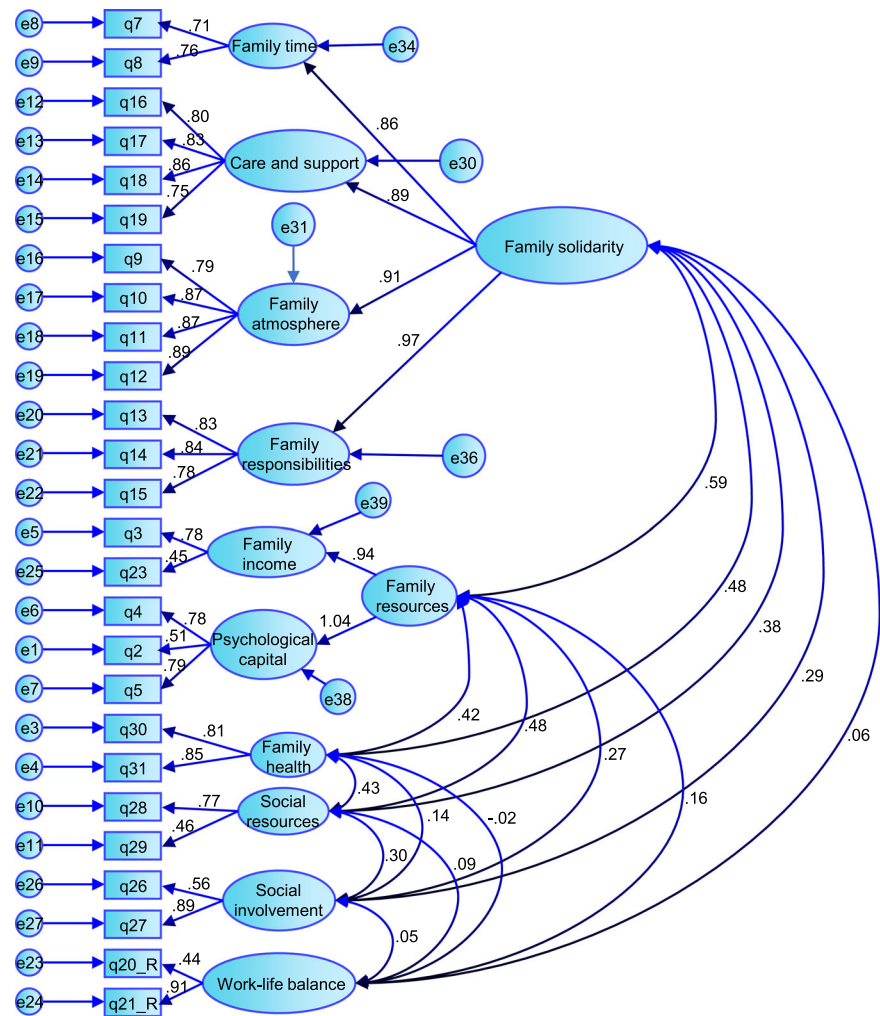 e8
q7
.71
Family time
e34
e9
q8
.76
e12
q16
.80
.86
e13
q17
.83
Care and support
e30
e14
q18
.86
.89
e15
q19
.75
e31
Family solidarity
e16
q9
.79
.91
e17
q10
.87
Family
atmosphere
e18
q11
.87
.97
e19
q12
.89
e20
q13
.83
e21
q14
.84
Family
responsibilities
e36
e22
q15
.78
.59
e39
e5
q3
.78
Family
income
.94
e25
q23
.45
Family
resources
.48
e6
q4
.78
1.04
.38
e1
q2
.51
Psychological
capital
e7
q5
.79
e38
.29
e3
q30
.81
.42
.48
.06
e4
q31
.85
Family
health
.27
.43
.16
e10
q28
.77
Social
resources
.14
-.02
e11
q29
.46
.30
.09
e26
q26
.56
Social
involvement
e27
q27
.89
.05
e23
q20_R
.44
Work-life balance
e24
q21_R
.91